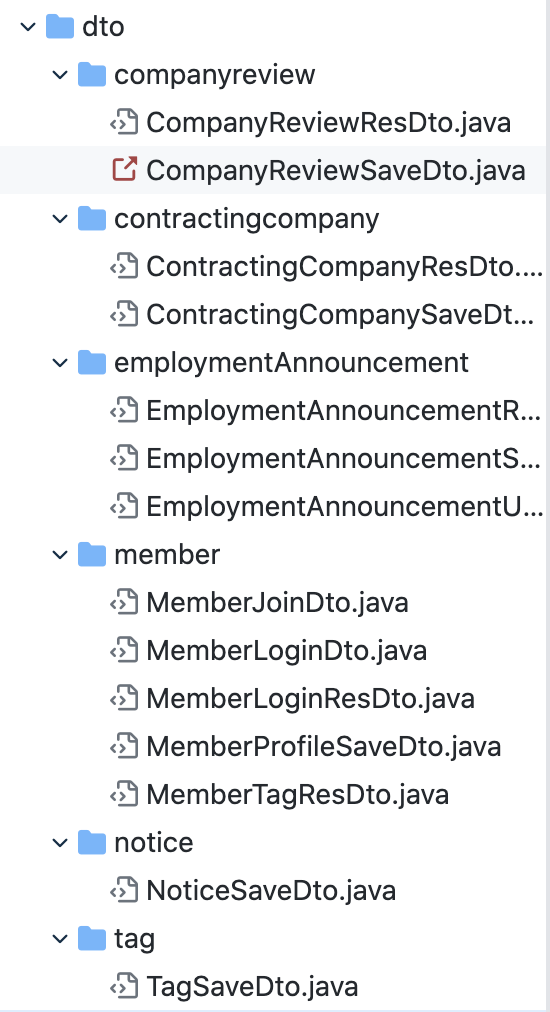 dto
companyreview
CompanyReviewResDto.java
CompanyReviewSaveDto.java
contractingcompany
ContractingCompanyResDto....
ContractingCompanySaveDt...
employmentAnnouncement
EmploymentAnnouncementR...
EmploymentAnnouncementS...
EmploymentAnnouncementU...
member
MemberJoinDto.java
MemberLoginDto.java
MemberLoginResDto.java
MemberProfileSaveDto.java
MemberTagResDto.java
notice
NoticeSaveDto.java
tag
TagSaveDto.java